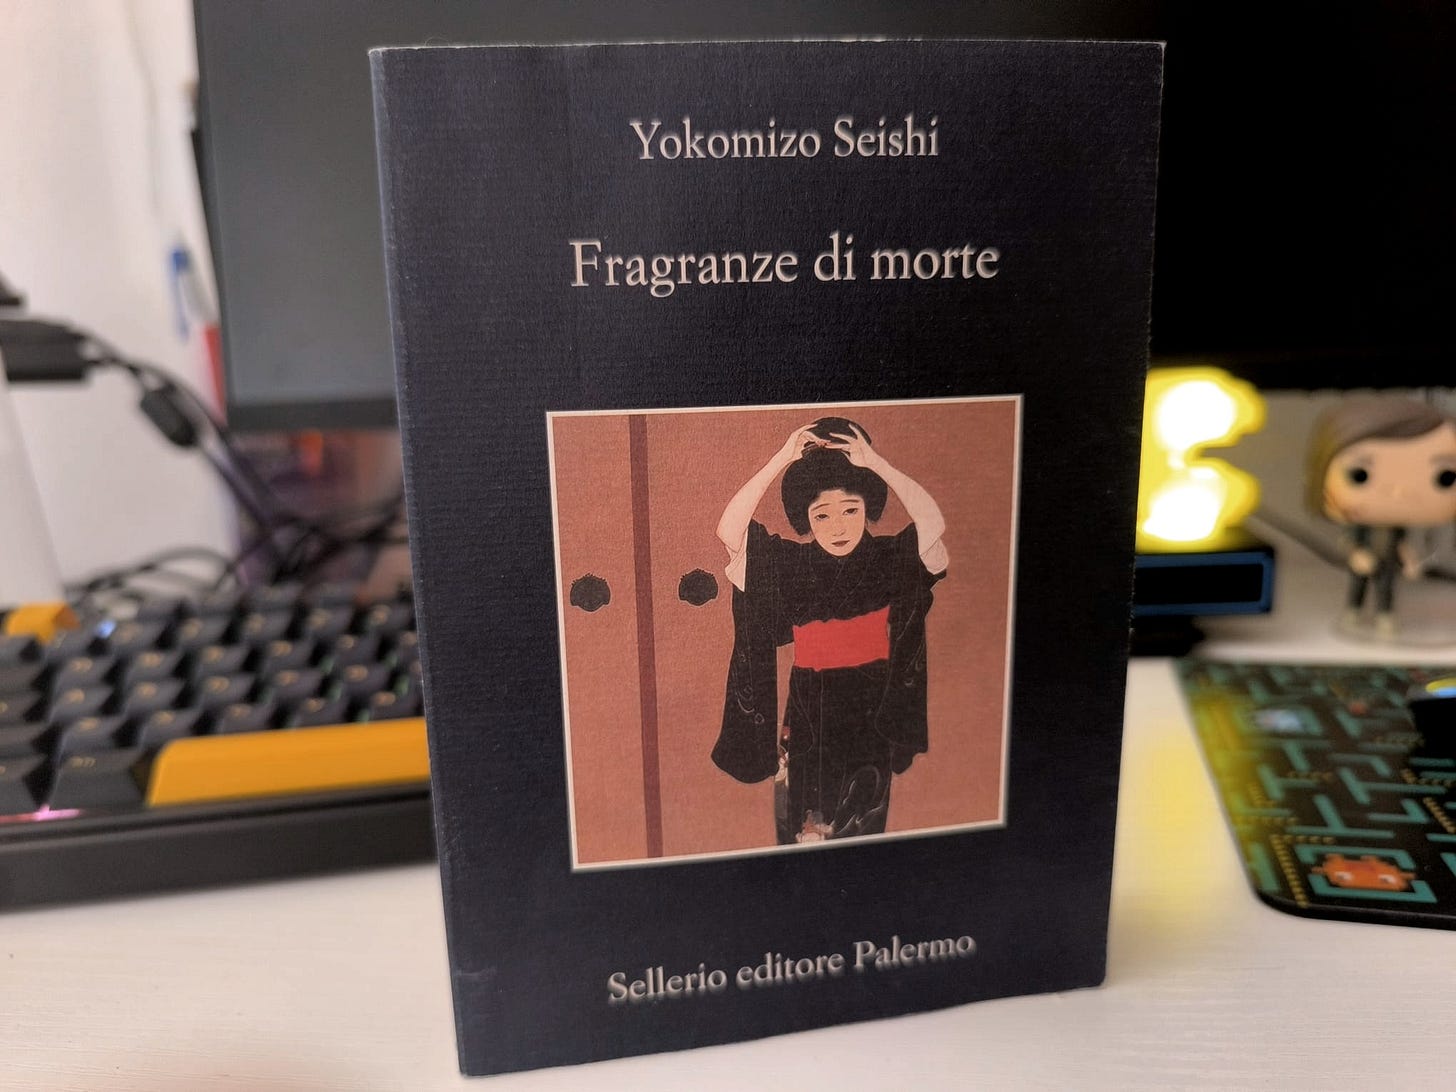 Yokomizo Seishi
Fragranze di morte
Sellerio editore Palermo